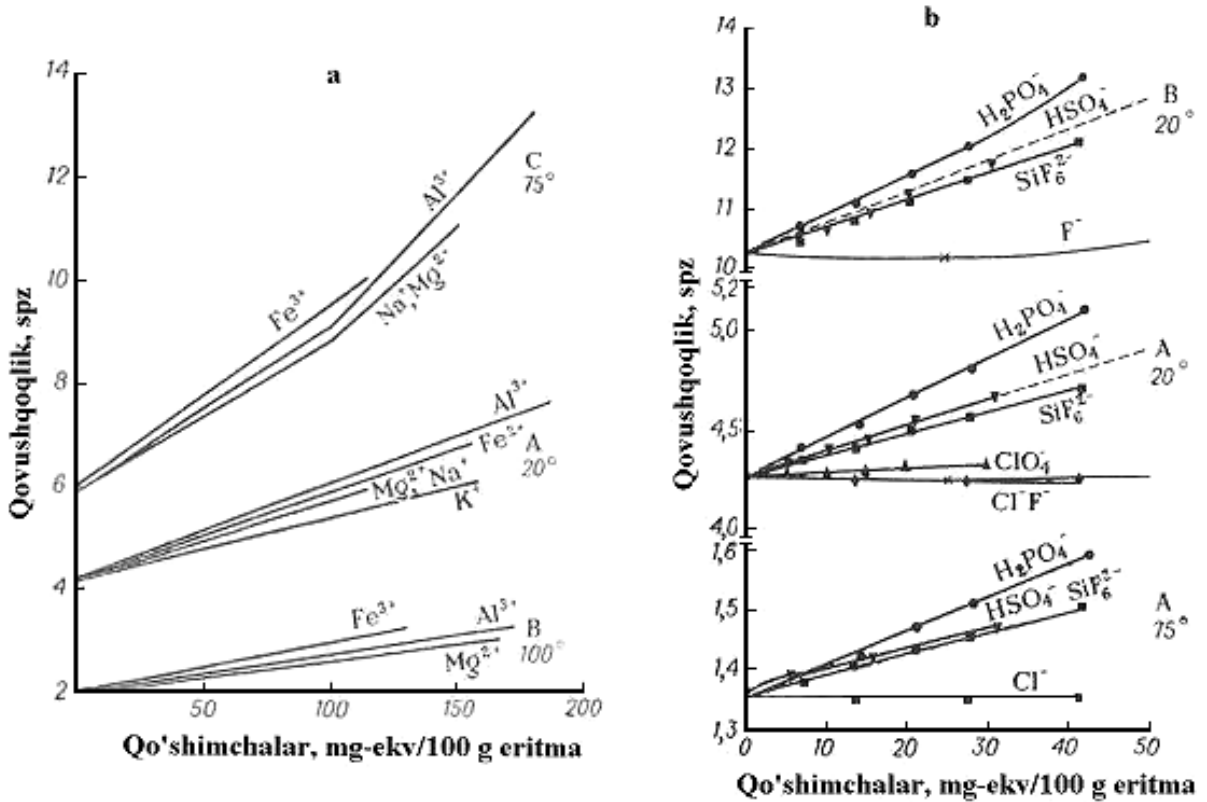 a
14
12
10
8
6
4
2
50
100
150
200
Qovushqoqlik, spz
Qo'shimchalar, mg-ekv/100 g eritma
Al³⁺
C
75°
Fe³⁺
Na⁺,Mg²⁺
Al³⁺
Fe³⁺
A
20°
Mg²⁺,Na⁺
K⁺
Fe³⁺
Al³⁺
B
100°
Mg²⁺
b
14
13
12
11
10
5,2
5,0
4,5
4,0
1,6
1,5
1,4
1,3
0
10
20
30
40
50
Qovushqoqlik, spz
Qo'shimchalar, mg-ekv/100 g eritma
H₂PO₄⁻
HSO₄⁻
B
20°
SiF₆²⁻
F⁻
H₂PO₄⁻
HSO₄⁻
A
20°
SiF₆²⁻
ClO₄⁻
Cl⁻F⁻
H₂PO₄⁻
HSO₄⁻ SiF₆²⁻
A
75°
Cl⁻